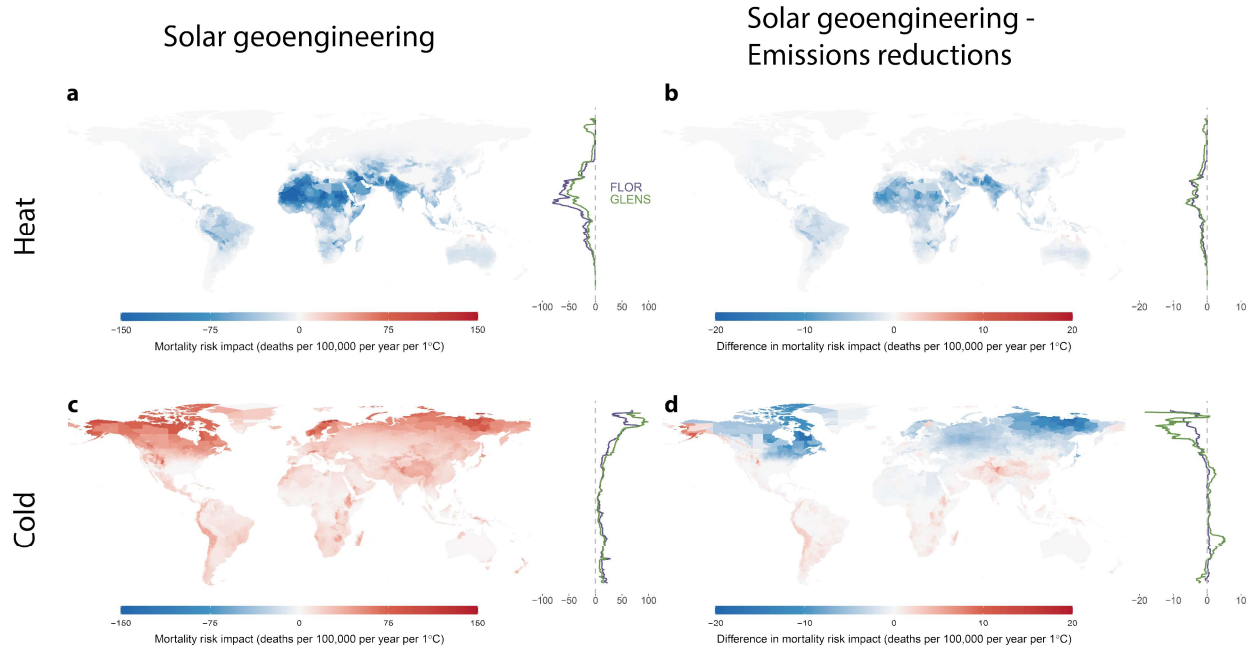 Solar geoengineering
Solar geoengineering -
Emissions reductions
Heat
a
FLOR
GLENS
−100 −50 0 50 100
−150 −75 0 75 150
Mortality risk impact (deaths per 100,000 per year per 1°C)
b
−20 −10 0 10
−20 −10 0 10 20
Difference in mortality risk impact (deaths per 100,000 per year per 1°C)
Cold
c
−100 −50 0 50 100
−160 −75 0 75 160
Mortality risk impact (deaths per 100,000 per year per 1°C)
d
−20 −10 0 10
−20 −10 0 10 20
Difference in mortality risk impact (deaths per 100,000 per year per 1°C)